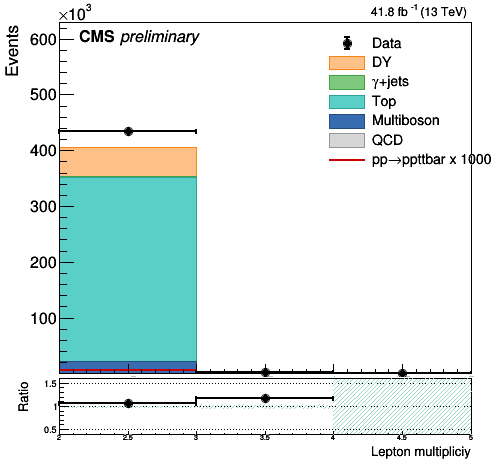 ×10³
41.8 fb ⁻¹ (13 TeV)
Events
CMS preliminary
Data
DY
γ+jets
Top
Multiboson
QCD
pp→ppttbar x 1000
600
500
400
300
200
100
Ratio
1.5
1
0.5
2 2.5 3 3.5 4 4.5 5
Lepton multipliciy